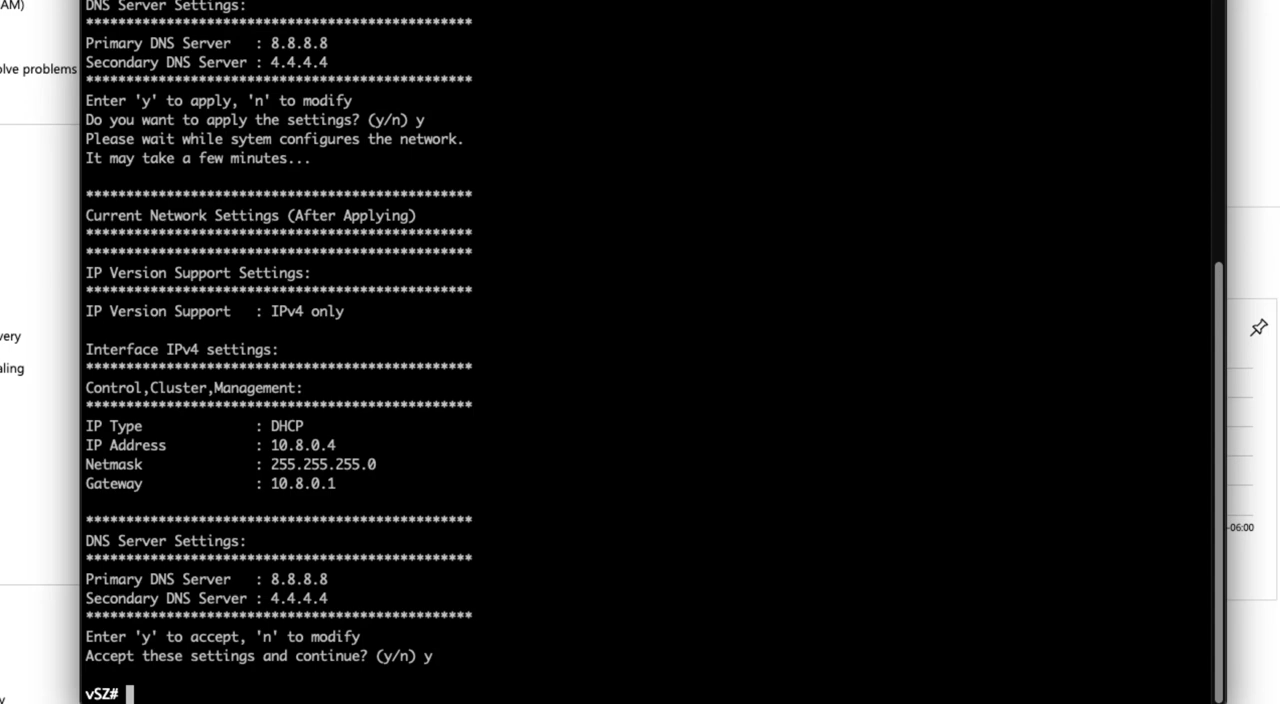 AM)
DNS Server Settings:
************************************************
Primary DNS Server   : 8.8.8.8
Secondary DNS Server : 4.4.4.4
olve problems
************************************************
Enter 'y' to apply, 'n' to modify
Do you want to apply the settings? (y/n) y
Please wait while sytem configures the network.
It may take a few minutes...
************************************************
Current Network Settings (After Applying)
************************************************
************************************************
IP Version Support Settings:
************************************************
IP Version Support   : IPv4 only
very
Interface IPv4 settings:
aling
************************************************
Control,Cluster,Management:
************************************************
IP Type              : DHCP
IP Address           : 10.8.0.4
Netmask              : 255.255.255.0
Gateway              : 10.8.0.1
************************************************
-06:00
DNS Server Settings:
************************************************
Primary DNS Server   : 8.8.8.8
Secondary DNS Server : 4.4.4.4
************************************************
Enter 'y' to accept, 'n' to modify
Accept these settings and continue? (y/n) y
vSZ#